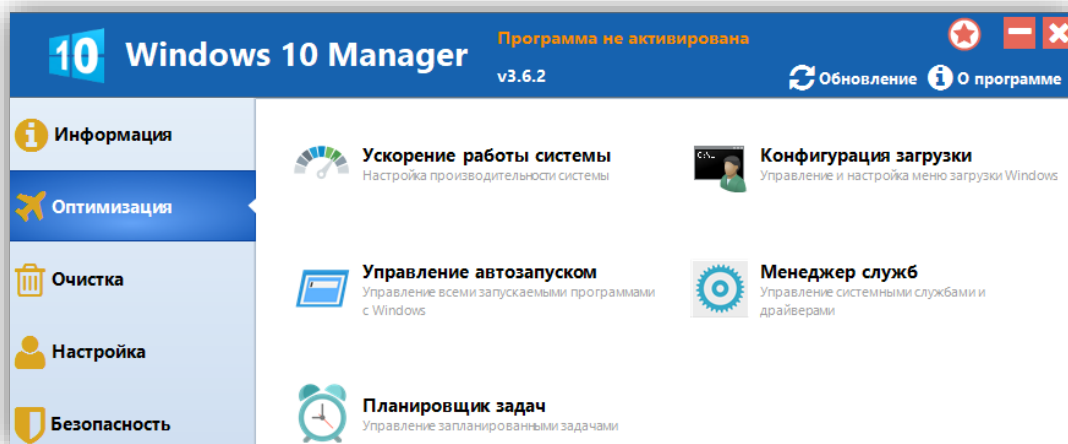 10 Windows 10 Manager
Программа не активирована
v3.6.2
Обновление
О программе
Информация
Оптимизация
Очистка
Настройка
Безопасность
Ускорение работы системы
Настройка производительности системы
Конфигурация загрузки
Управление и настройка меню загрузки Windows
C:\_
Управление автозапуском
Управление всеми запускаемыми программами
с Windows
Менеджер служб
Управление системными службами и
драйверами
Планировщик задач
Управление запланированными задачами